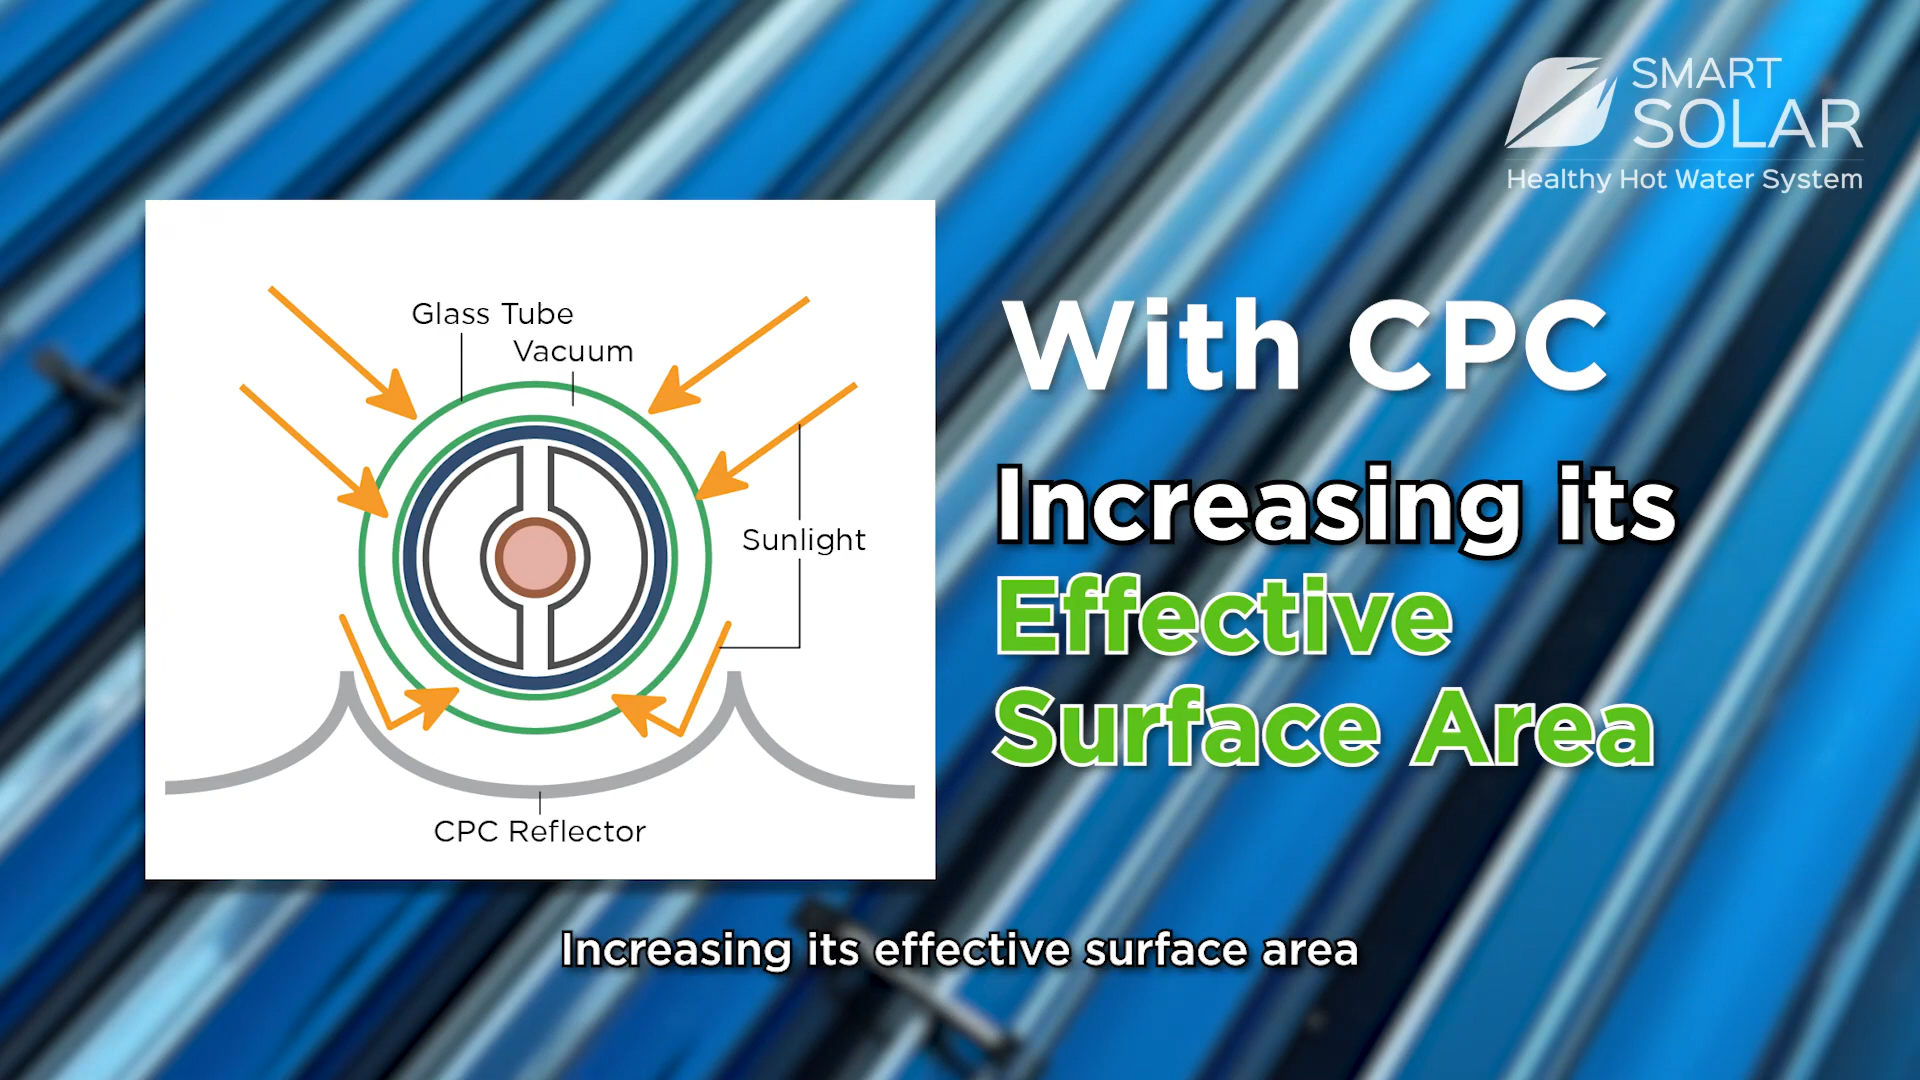 SMART
SOLAR
Healthy Hot Water System
Glass Tube
Vacuum
Sunlight
CPC Reflector
With CPC
Increasing its
Effective
Surface Area
Increasing its effective surface area